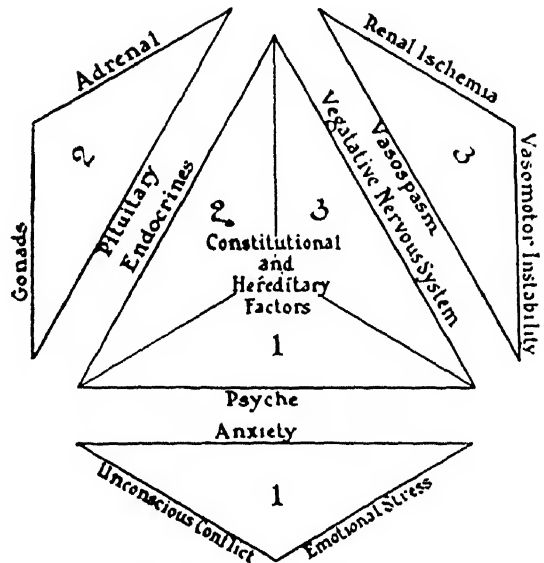 Adrenal
2
Gonads
Pituitary
Endocrines
Renal Ischemia
3
Vasomotor Instability
Vasospasm
Vegatative Nervous System
2
3
Constitutional
and
Hereditary
Factors
1
Psyche
Anxiety
1
Unconscious Conflict
Emotional Stress